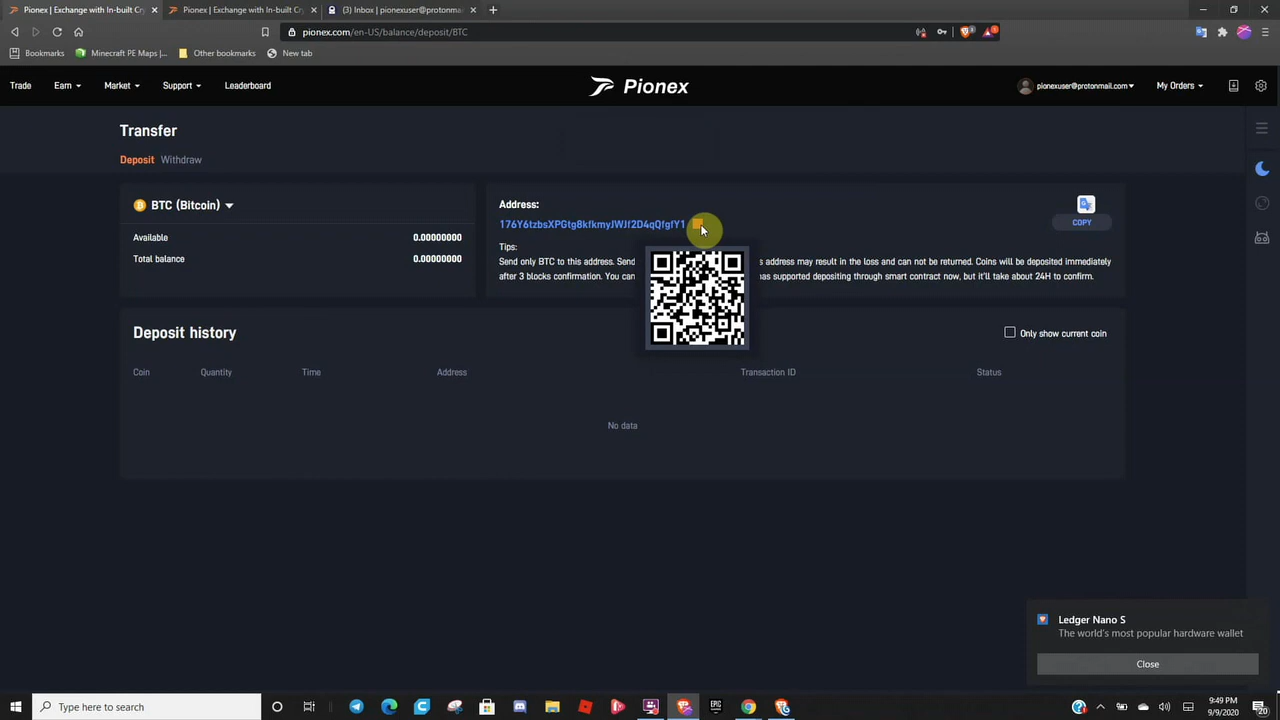 Pionex | Exchange with In-built Cry
Pionex | Exchange with In-built Cry
(3) Inbox | pionexuser@protonmail.c
pionex.com/en-US/balance/deposit/BTC
Bookmarks
Minecraft PE Maps |...
Other bookmarks
New tab
Trade
Earn
Market
Support
Leaderboard
Pionex
pionexuser@protonmail.com
My Orders
Transfer
Deposit
Withdraw
BTC (Bitcoin)
Available 0.00000000
Total balance 0.00000000
Address:
176Y6tzbsXPGtg8kfkmyJWJf2D4qQfgfY1
COPY
Tips:
Send only BTC to this address. Send s address may result in the loss and can not be returned. Coins will be deposited immediately
after 3 blocks confirmation. You can has supported depositing through smart contract now, but it'll take about 24H to confirm.
Deposit history
Only show current coin
Coin Quantity Time Address Transaction ID Status
No data
Ledger Nano S
The world's most popular hardware wallet
Close
Type here to search
9:49 PM
9/9/2020
20